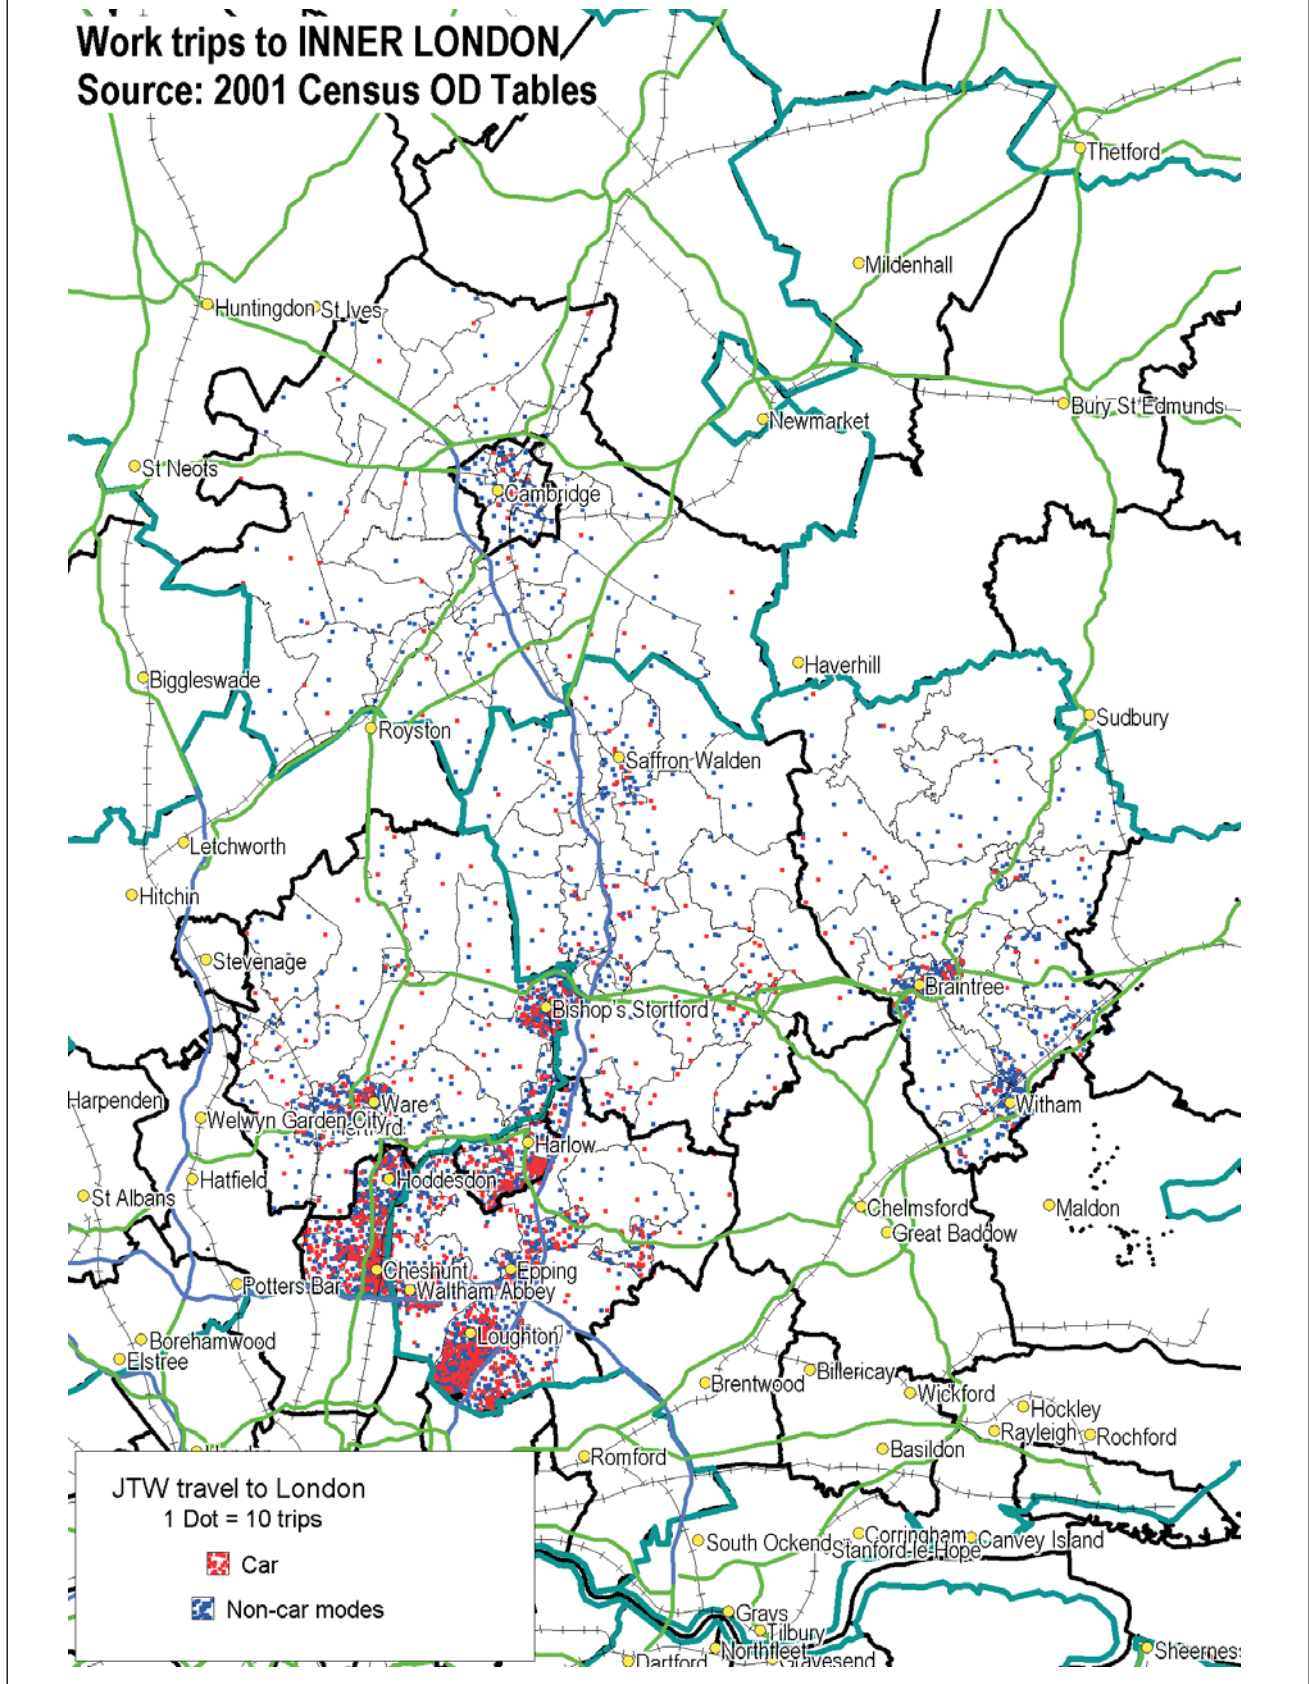 Work trips to INNER LONDON
Source: 2001 Census OD Tables
Thetford
Mildenhall
Huntingdon
St Ives
Bury St Edmunds
Newmarket
St Neots
Cambridge
Haverhill
Biggleswade
Sudbury
Royston
Saffron Walden
Letchworth
Hitchin
Stevenage
Braintree
Bishop's Stortford
Harpenden
Ware
Witham
Welwyn Garden City
Harlow
Hatfield
Hoddesdon
St Albans
Chelmsford
Maldon
Great Baddow
Cheshunt
Epping
Potters Bar
Waltham Abbey
Loughton
Borehamwood
Elstree
Billericay
Brentwood
Wickford
Hockley
Rayleigh
Rochford
Basildon
Romford
JTW travel to London
1 Dot = 10 trips
Car
Non-car modes
South Ockend
Corringham
Canvey Island
Stanford-le-Hope
Grays
Tilbury
Northfleet
Dartford
Gravesend
Sheerness